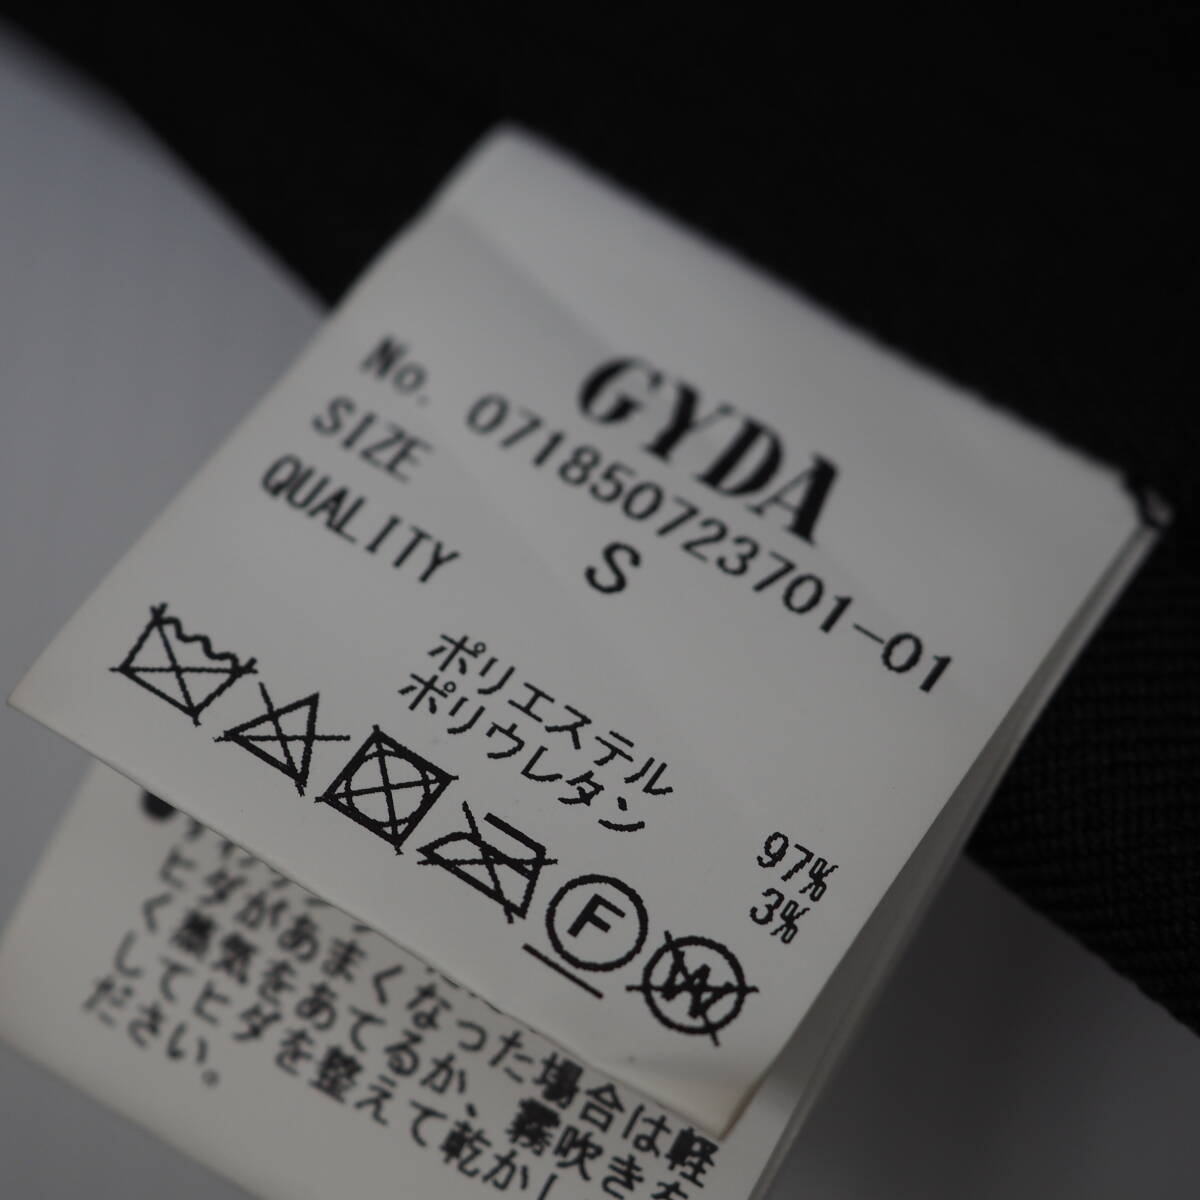 GYDA
No. 071850723701-01
SIZE S
QUALITY
ポリエステル 97%
ポリウレタン 3%
F
W
ヒダがあまくなった場合は軽
く蒸気をあてるか、霧吹きを
してヒダを整えて乾かし
ださい。